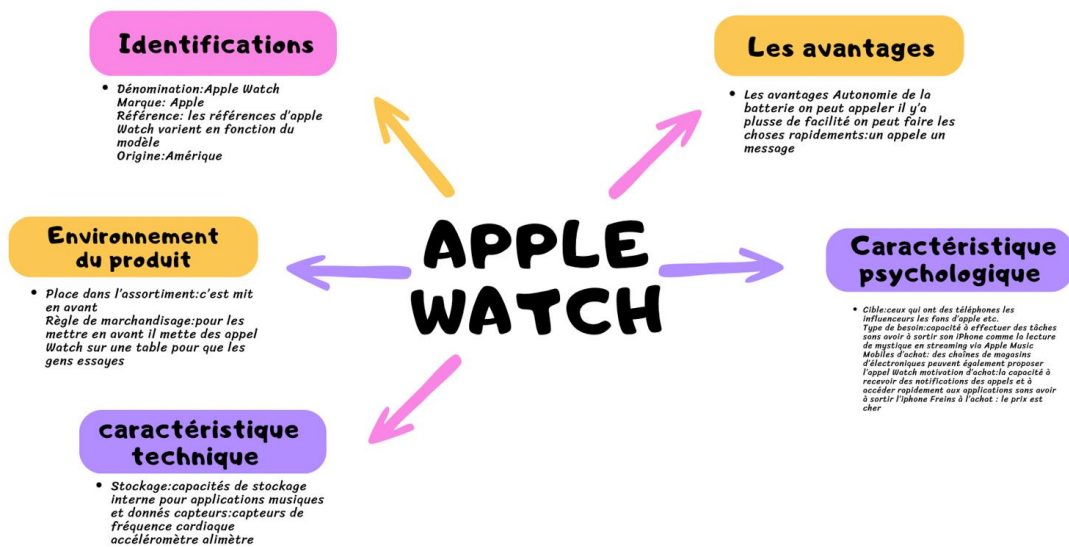 Identifications
• Dénomination:Apple Watch
Marque: Apple
Référence: les références d'apple
Watch varient en fonction du
modèle
Origine:Amérique
Les avantages
• Les avantages Autonomie de la
batterie on peut appeler il y'a
plusse de facilité on peut faire les
choses rapidements:un appele un
message
Environnement
du produit
• Place dans l'assortiment:c'est mit
en avant
Règle de marchandisage:pour les
mettre en avant il mette des appel
Watch sur une table pour que les
gens essayes
APPLE
WATCH
Caractéristique
psychologique
• Cible:ceux qui ont des téléphones les
influenceurs les fans d'apple etc.
Type de besoin:capacité à effectuer des tâches
sans avoir à sortir son iPhone comme la lecture
de mystique en streaming via Apple Music
Mobiles d'achat: des chaînes de magasins
d'électroniques peuvent également proposer
l'appel Watch motivation d'achat:la capacité à
recevoir des notifications des appels et à
accéder rapidement aux applications sans avoir
à sortir l'iphone Freins à l'achat : le prix est
cher
caractéristique
technique
• Stockage:capacités de stockage
interne pour applications musiques
et donnés capteurs:capteurs de
fréquence cardiaque
accéléromètre alimètre